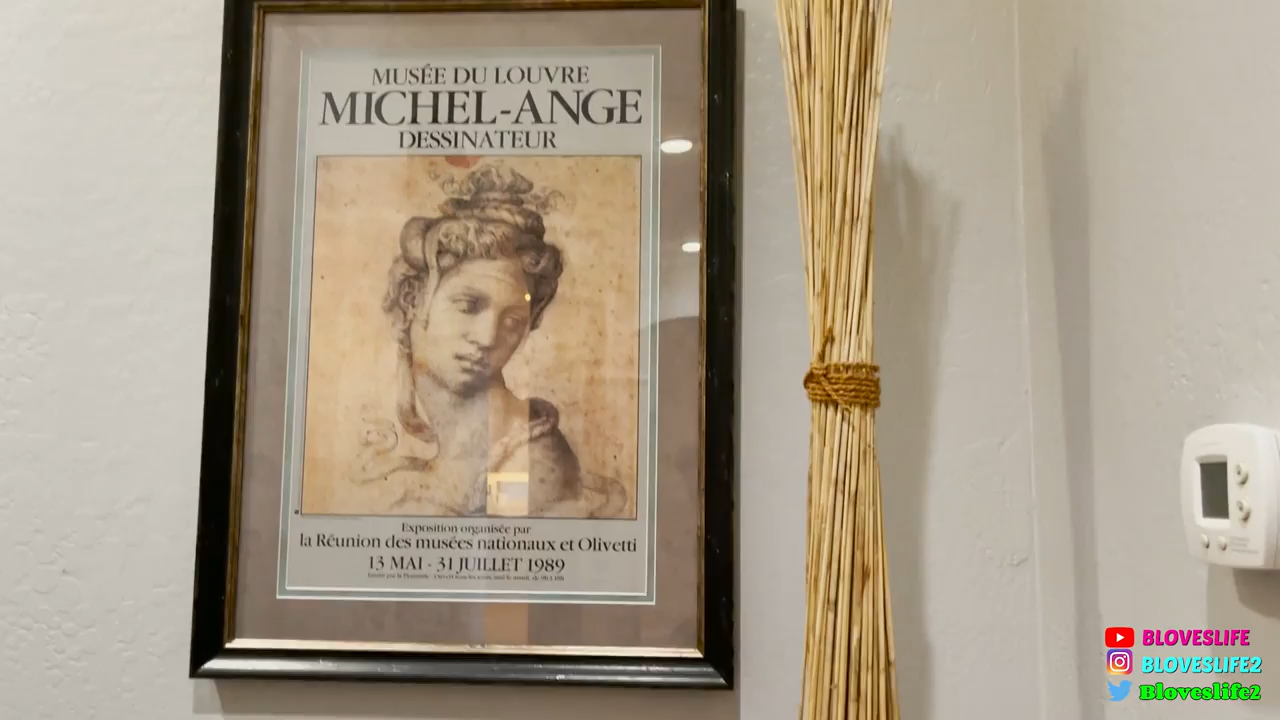 MUSÉE DU LOUVRE
MICHEL-ANGE
DESSINATEUR
Exposition organisée par
la Réunion des musées nationaux et Olivetti
13 MAI - 31 JUILLET 1989
BLOVESLIFE
BLOVESLIFE2
Bloveslife2